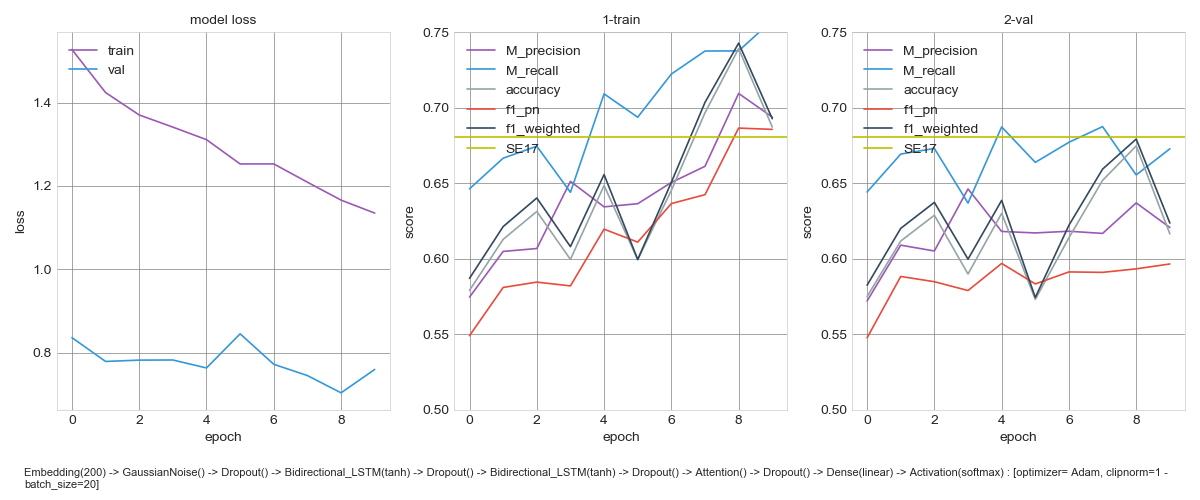 model loss
train
val
1.4
1.2
1.0
0.8
loss
0 2 4 6 8
epoch
1-train
M_precision
M_recall
accuracy
f1_pn
f1_weighted
SE17
0.75
0.70
0.65
0.60
0.55
0.50
score
0 2 4 6 8
epoch
2-val
M_precision
M_recall
accuracy
f1_pn
f1_weighted
SE17
0.75
0.70
0.65
0.60
0.55
0.50
score
0 2 4 6 8
epoch
Embedding(200) -> GaussianNoise() -> Dropout() -> Bidirectional_LSTM(tanh) -> Dropout() -> Bidirectional_LSTM(tanh) -> Dropout() -> Attention() -> Dropout() -> Dense(linear) -> Activation(softmax) : [optimizer= Adam, clipnorm=1 -
batch_size=20]